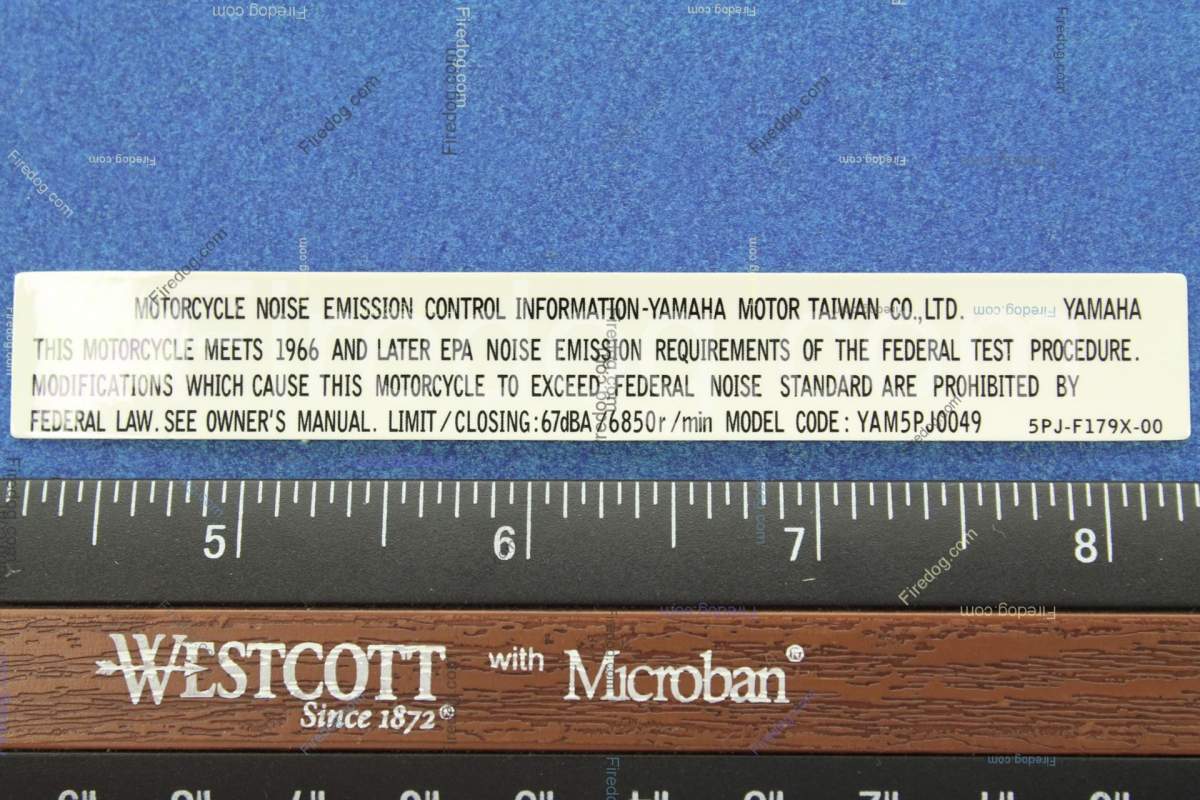 MOTORCYCLE NOISE EMISSION CONTROL INFORMATION-YAMAHA MOTOR TAIWAN CO.,LTD. YAMAHA
THIS MOTORCYCLE MEETS 1966 AND LATER EPA NOISE EMISSION REQUIREMENTS OF THE FEDERAL TEST PROCEDURE.
MODIFICATIONS WHICH CAUSE THIS MOTORCYCLE TO EXCEED FEDERAL NOISE STANDARD ARE PROHIBITED BY
FEDERAL LAW. SEE OWNER'S MANUAL. LIMIT/CLOSING:67dBA/6850r/min MODEL CODE: YAM5PJ0049 5PJ-F179X-00
5 6 7 8
WESTCOTT with Microban®
Since 1872®
Firedog.com